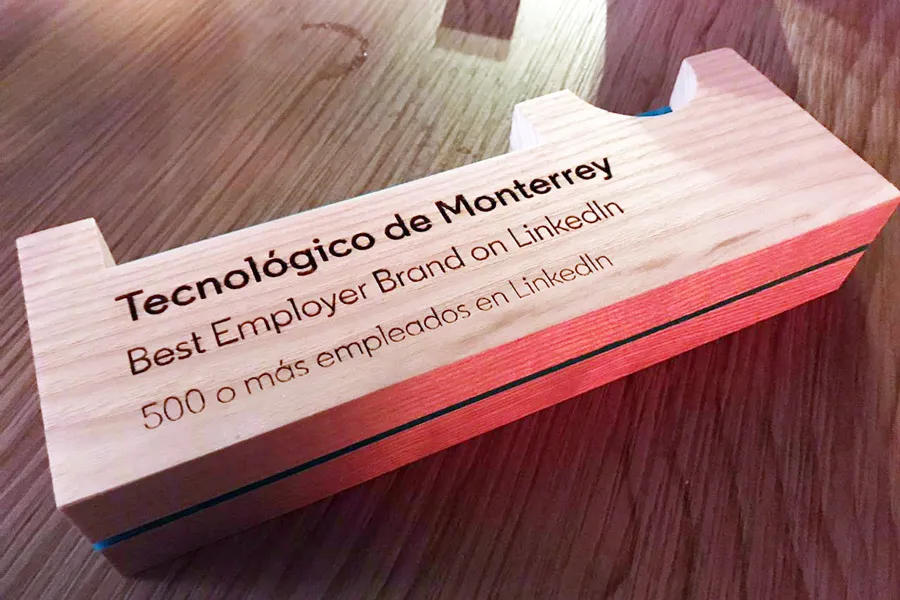 Tecnológico de Monterrey
Best Employer Brand on LinkedIn
500 o más empleados en LinkedIn